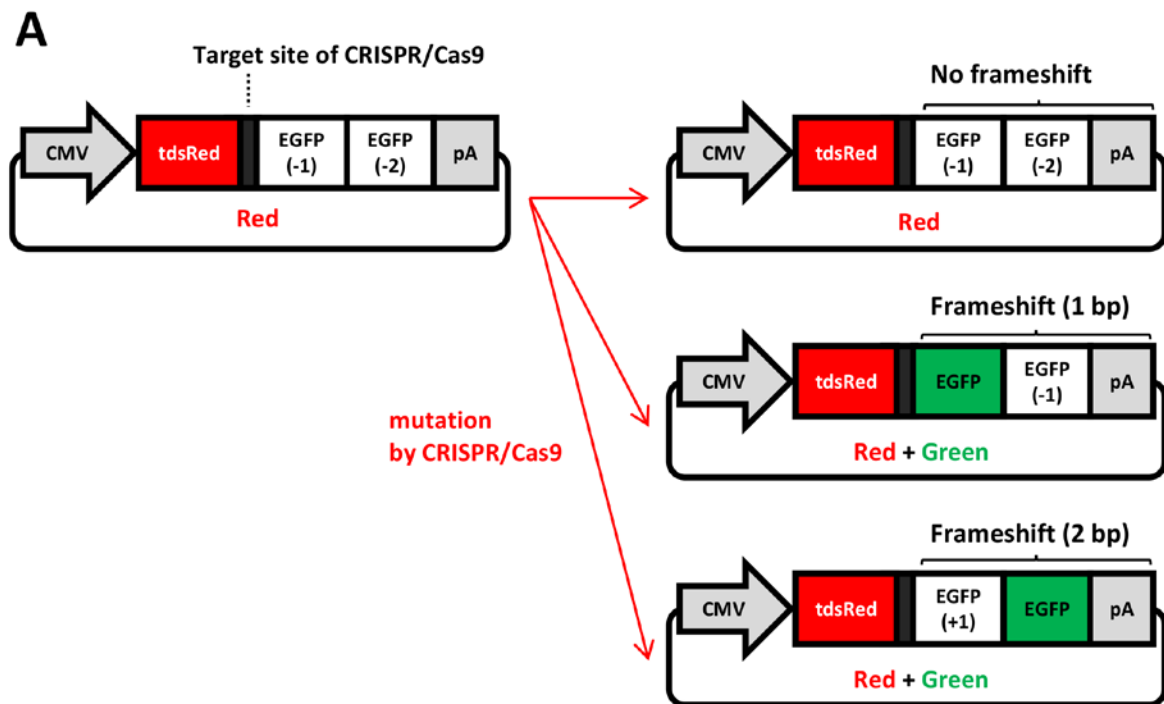 A
Target site of CRISPR/Cas9
CMV
tdsRed
EGFP
(-1)
EGFP
(-2)
pA
Red
No frameshift
CMV
tdsRed
EGFP
(-1)
EGFP
(-2)
pA
Red
mutation
by CRISPR/Cas9
Frameshift (1 bp)
CMV
tdsRed
EGFP
EGFP
(-1)
pA
Red + Green
Frameshift (2 bp)
CMV
tdsRed
EGFP
(+1)
EGFP
pA
Red + Green